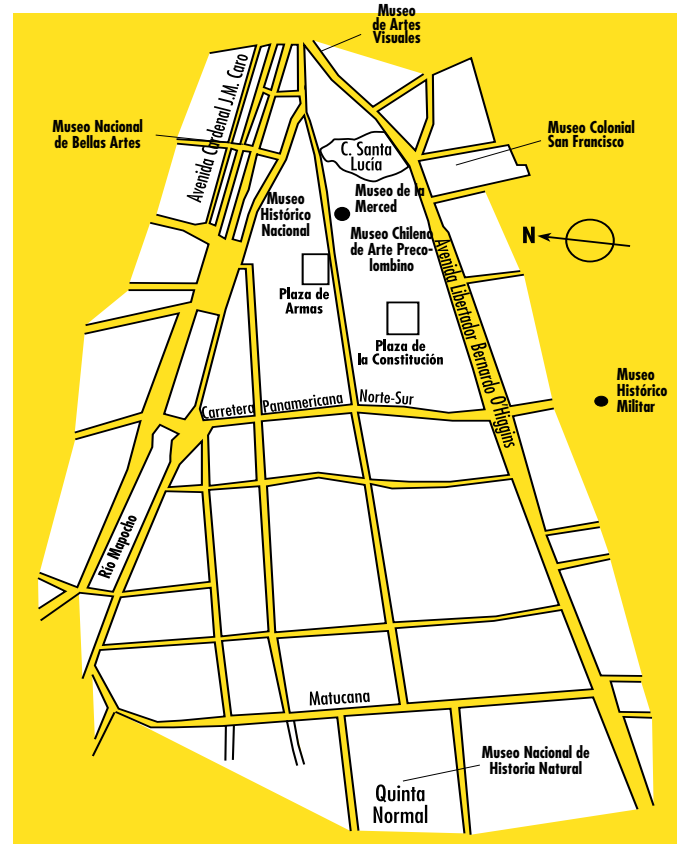 Museo
de Artes
Visuales
Avenida Cardenal J.M. Caro
Museo Nacional
de Bellas Artes
Museo Colonial
San Francisco
C. Santa
Lucía
Museo de la
Merced
Museo
Histórico
Nacional
Museo Chileno
de Arte Preco-
lombino
N
Avenida Libertador Bernardo O'Higgins
Plaza de
Armas
Plaza de
la Constitución
Museo
Histórico
Militar
Carretera Panamericana Norte-Sur
Río Mapocho
Matucana
Museo Nacional de
Historia Natural
Quinta
Normal